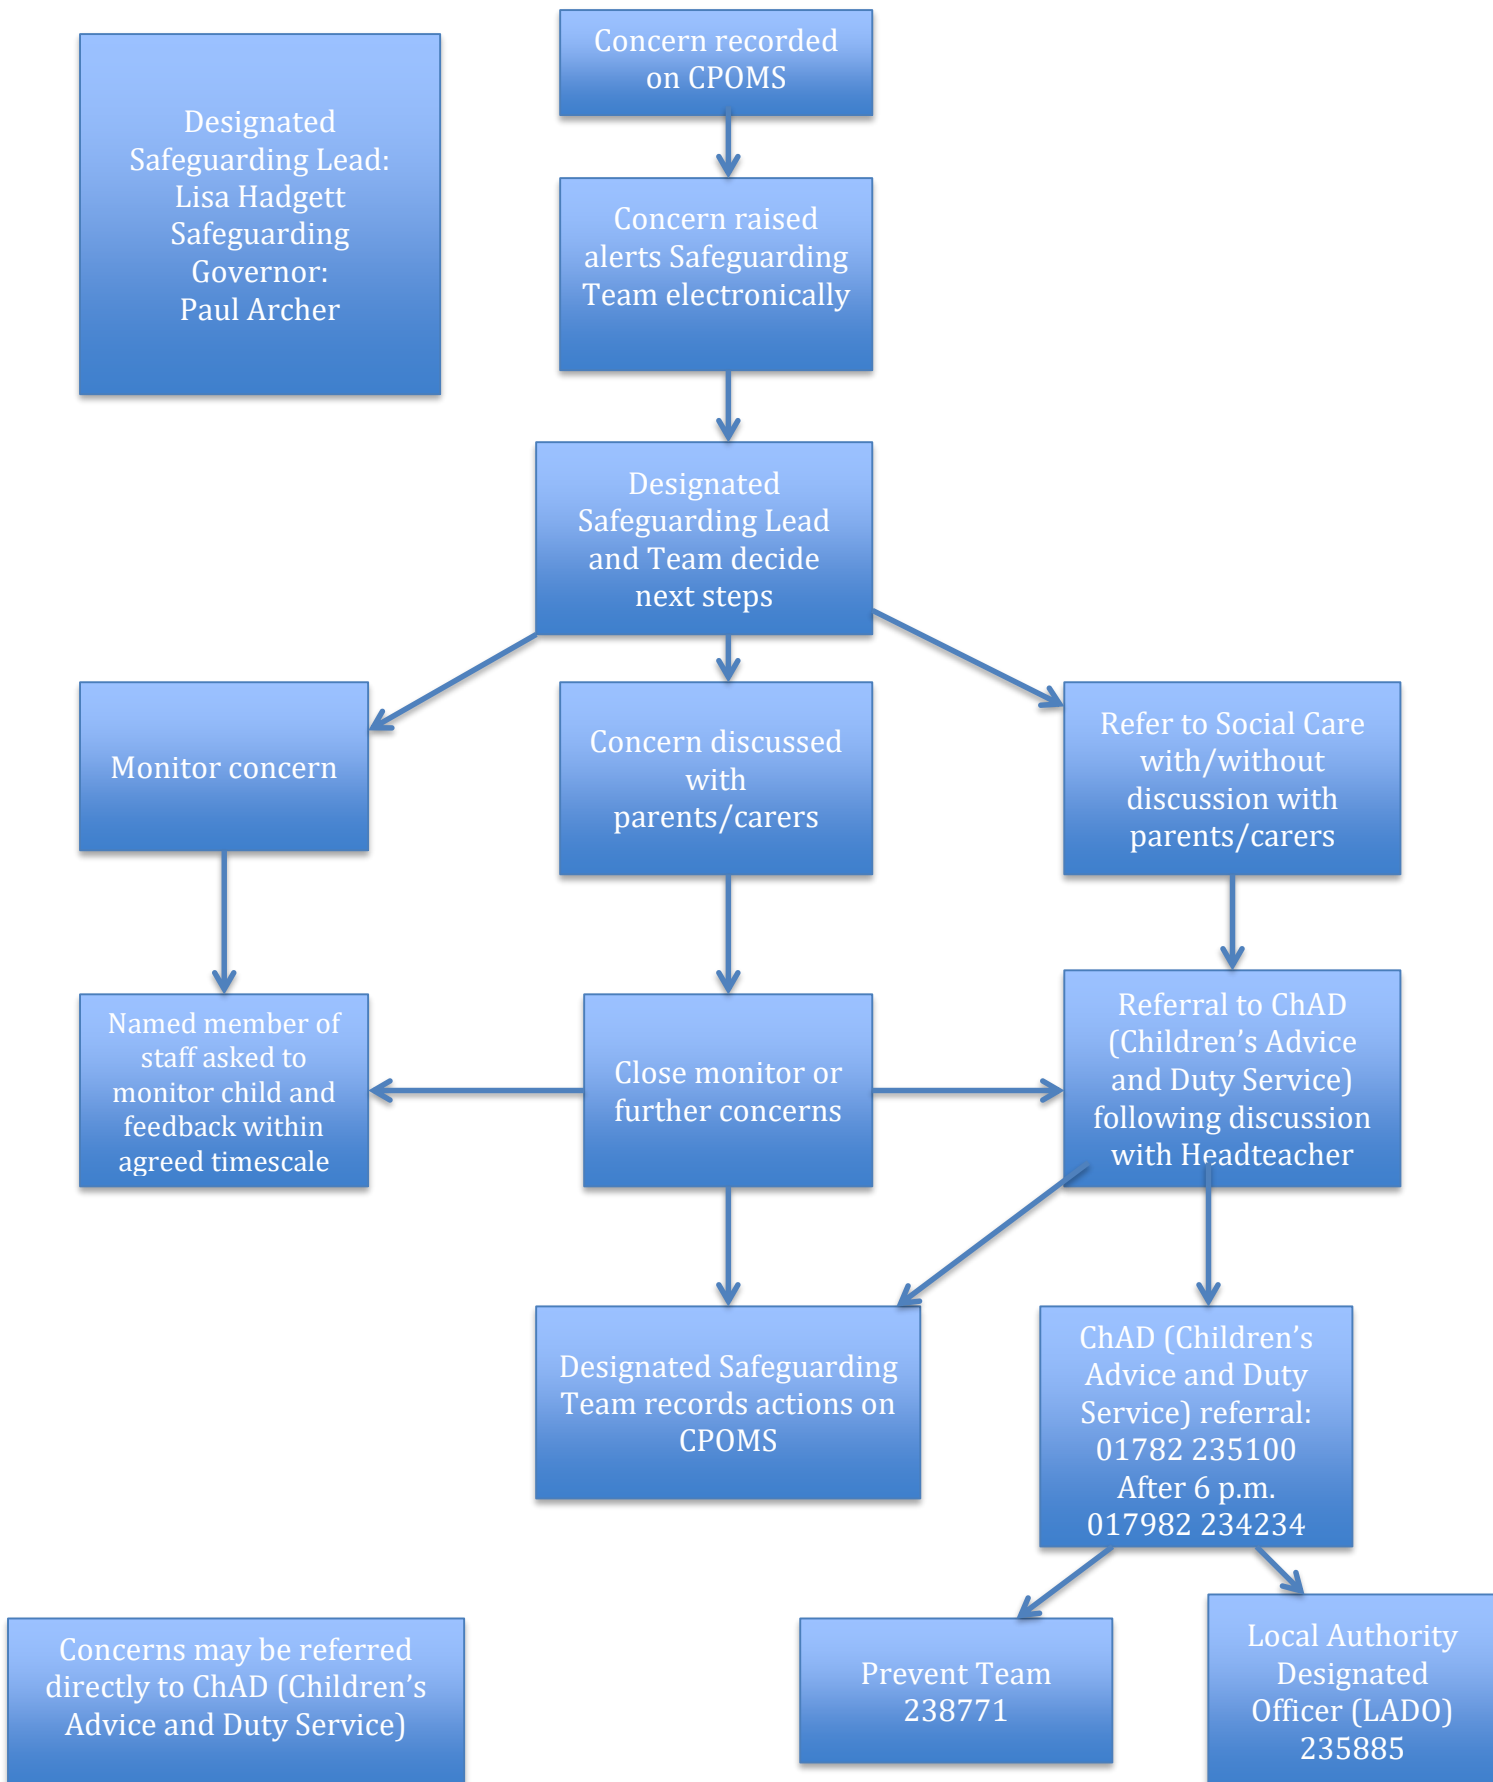 Concern recorded
on CPOMS
Designated
Safeguarding Lead:
Lisa Hadgett
Safeguarding
Governor:
Paul Archer
Concern raised
alerts Safeguarding
Team electronically
Designated
Safeguarding Lead
and Team decide
next steps
Monitor concern
Concern discussed
with
parents/carers
Refer to Social Care
with/without
discussion with
parents/carers
Named member of
staff asked to
monitor child and
feedback within
agreed timescale
Close monitor or
further concerns
Referral to ChAD
(Children's Advice
and Duty Service)
following discussion
with Headteacher
Designated Safeguarding
Team records actions on
CPOMS
ChAD (Children's
Advice and Duty
Service) referral:
01782 235100
After 6 p.m.
017982 234234
Concerns may be referred
directly to ChAD (Children's
Advice and Duty Service)
Prevent Team
238771
Local Authority
Designated
Officer (LADO)
235885